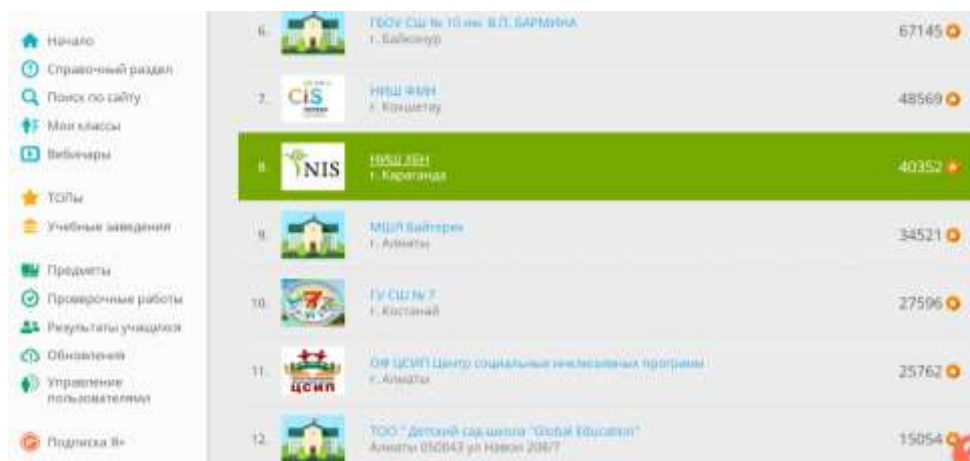 Начало
Справочный раздел
Поиск по сайту
Мои классы
Вебинары
ТОПы
Учебные заведения
Предметы
Проверочные работы
Результаты учащихся
Обновления
Управление
пользователями
Подписка Я+
6. ГБОУ СШ № 10 им. В.П. БАРМИНА 67145
г. Байконур
7. CIS НИШ ФМН 48569
г. Кокшетау
8. NIS НИШ ХБН 40352
г. Караганда
9. МШЛ Байтерек 34521
г. Алматы
10. ГУ СШ № 7 27596
г. Костанай
11. ЦСИП ОФ ЦСИП Центр социальных инклюзивных программ 25762
г. Алматы
12. ТОО " Детский сад-школа "Global Education" 15054
Алматы 050043 ул Навои 208/7